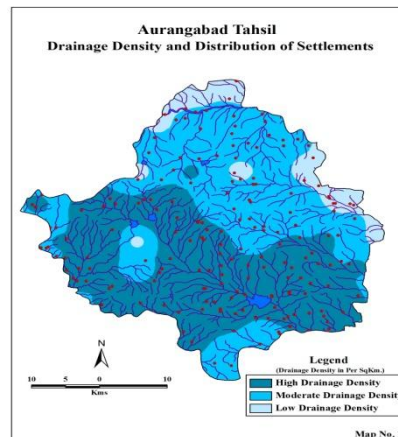 Aurangabad Tahsil
Drainage Density and Distribution of Settlements
N
10 5 0 10
Kms
Legend
(Drainage Density in Per SqKm.)
High Drainage Density
Moderate Drainage Density
Low Drainage Density
Map No.